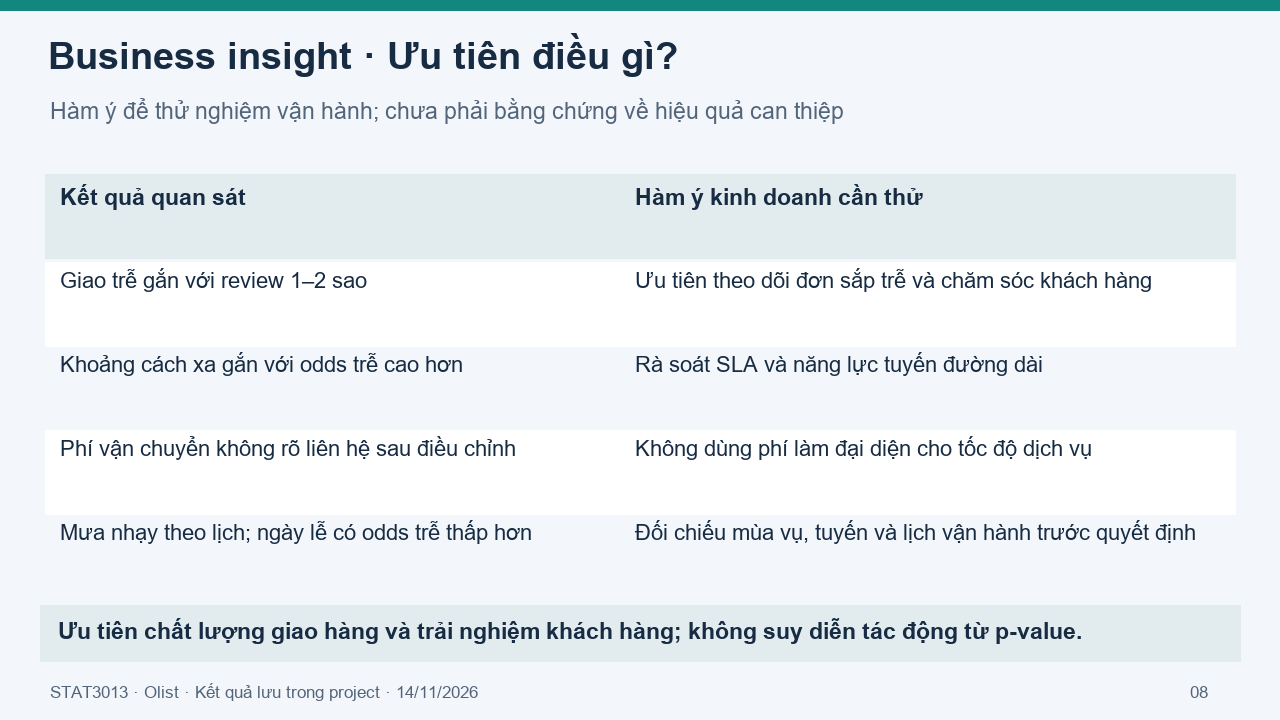 Business insight · Ưu tiên điều gì?
Hàm ý để thử nghiệm vận hành; chưa phải bằng chứng về hiệu quả can thiệp
Kết quả quan sát
Hàm ý kinh doanh cần thử
Giao trễ gắn với review 1–2 sao
Ưu tiên theo dõi đơn sắp trễ và chăm sóc khách hàng
Khoảng cách xa gắn với odds trễ cao hơn
Rà soát SLA và năng lực tuyến đường dài
Phí vận chuyển không rõ liên hệ sau điều chỉnh
Không dùng phí làm đại diện cho tốc độ dịch vụ
Mưa nhạy theo lịch; ngày lễ có odds trễ thấp hơn
Đối chiếu mùa vụ, tuyến và lịch vận hành trước quyết định
Ưu tiên chất lượng giao hàng và trải nghiệm khách hàng; không suy diễn tác động từ p-value.
STAT3013 · Olist · Kết quả lưu trong project · 14/11/2026
08